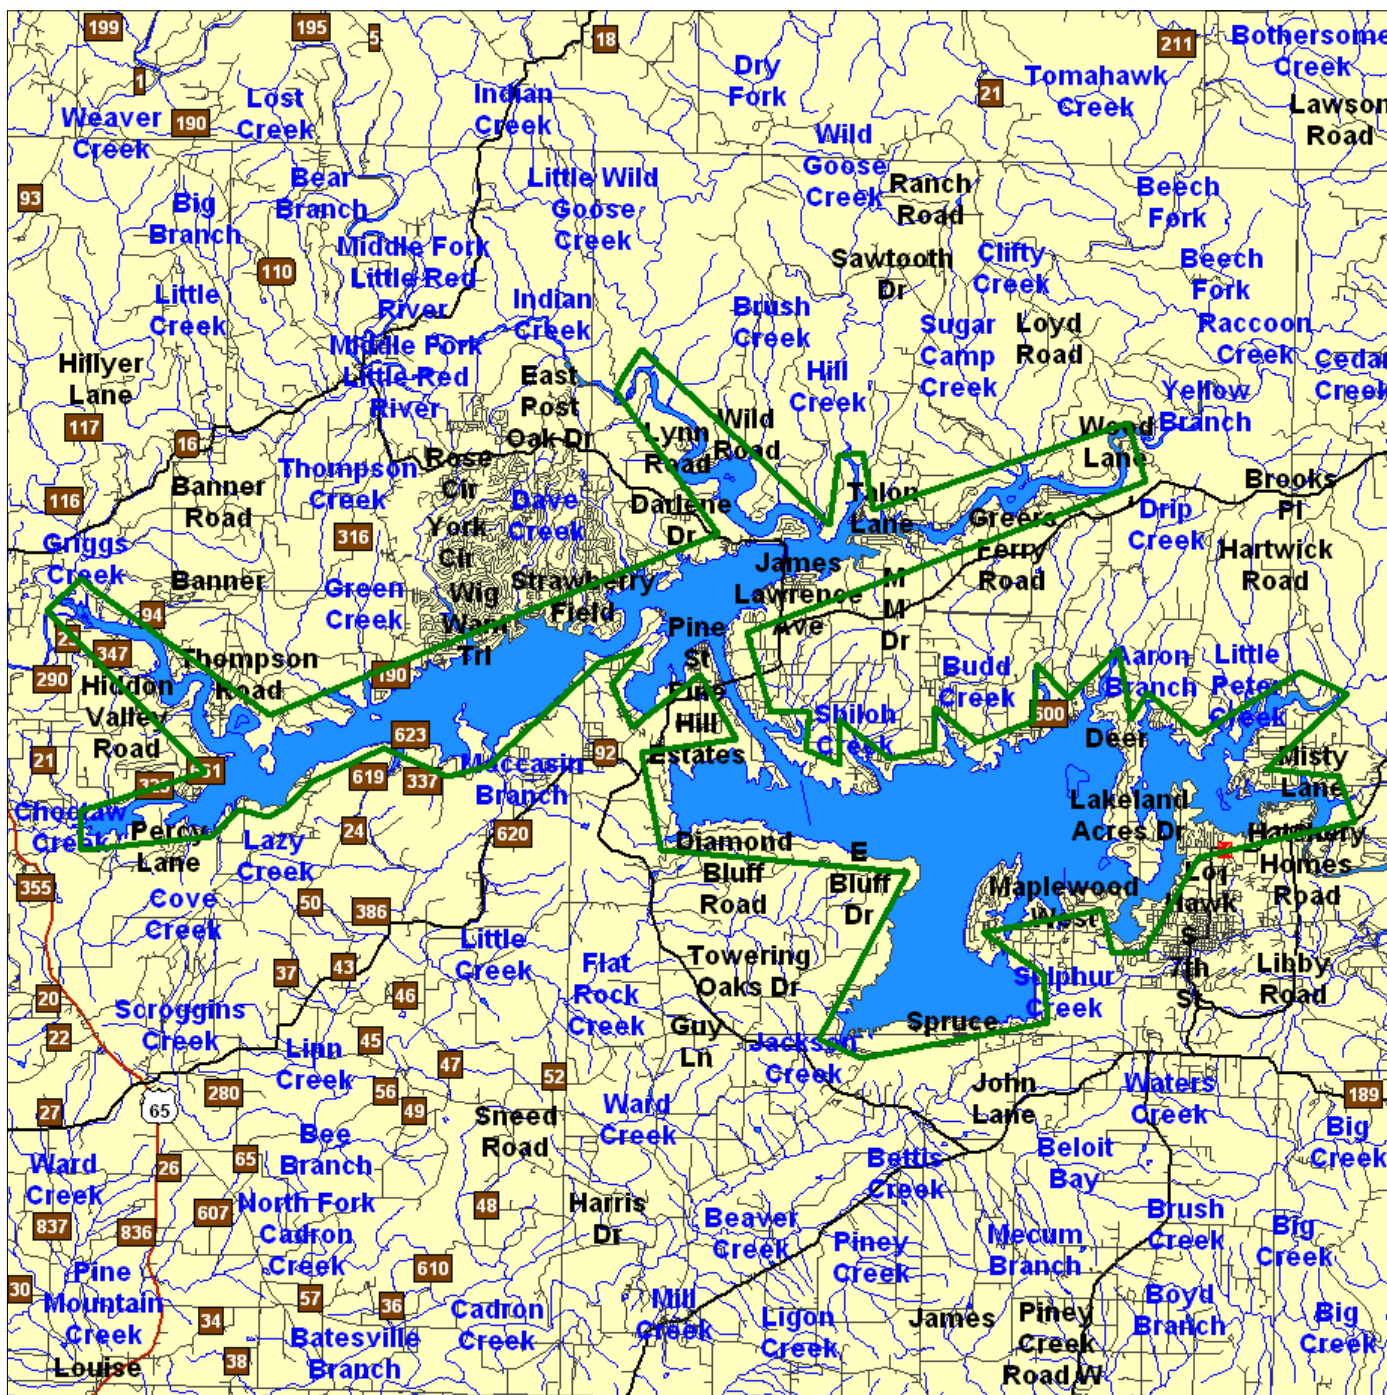 199
195
5
18
211
Bothersome
Creek
1
Dry
Fork
21
Tomahawk
Creek
Lawson
Road
Weaver
Creek
190
Lost
Creek
Indian
Creek
Wild
Goose
Creek
93
Big
Branch
Bear
Branch
Little Wild
Goose
Creek
Ranch
Road
Beech
Fork
110
Middle Fork
Little Red
River
Sawtooth
Dr
Clifty
Creek
Beech
Fork
Little
Creek
Indian
Creek
Brush
Creek
Sugar
Camp
Creek
Loyd
Road
Raccoon
Creek
Middle Fork
Little Red
River
Hillyer
Lane
East
Post
Oak Dr
Hill
Creek
Cedar
Creek
Yellow
Branch
117
16
Lynn
Road
Wild
Road
Wood
Lane
116
Banner
Road
Thompson
Creek
Rose
Cir
Dave
Creek
Darlene
Dr
Talon
Lane
Brooks
Pl
Drip
Creek
316
York
Cir
Greers
Ferry
Road
Hartwick
Road
Griggs
Creek
Banner
Green
Creek
Wig
Wam
Trl
Strawberry
Field
James
Lawrence
Ave
M
M
Dr
94
347
290
Thompson
Road
190
Pine
St
Budd
Creek
Aaron
Branch
Little
Peter
Creek
Hiddon
Valley
Road
Pine
Hill
Estates
Shiloh
Creek
600
Deer
21
623
92
619
337
Moccasin
Branch
Misty
Lane
Choctaw
Creek
Percy
Lane
Lazy
Creek
24
620
Diamond
Bluff
Road
E
Bluff
Dr
Lakeland
Acres Dr
Hatchery
Homes
Road
355
Cove
Creek
50
386
Maplewood
West
Hawk
Little
Creek
Flat
Rock
Creek
Towering
Oaks Dr
S
7th
St
Libby
Road
37
43
46
Sulphur
Creek
20
22
Scroggins
Creek
Linn
Creek
45
Guy
Ln
Jackson
Creek
Spruce
47
52
280
56
49
John
Lane
Waters
Creek
189
27
65
Sneed
Road
Ward
Creek
Big
Creek
Bee
Branch
Ward
Creek
26
65
Bettis
Creek
Beloit
Bay
837
836
607
North Fork
Cadron
Creek
48
Harris
Dr
Beaver
Creek
Piney
Creek
Mecum
Branch
Brush
Creek
Big
Creek
30
Pine
Mountain
Creek
610
57
36
34
Cadron
Creek
Mill
Creek
Ligon
Creek
James
Piney
Creek
Road W
Boyd
Branch
Big
Creek
Louise
38
Batesville
Branch